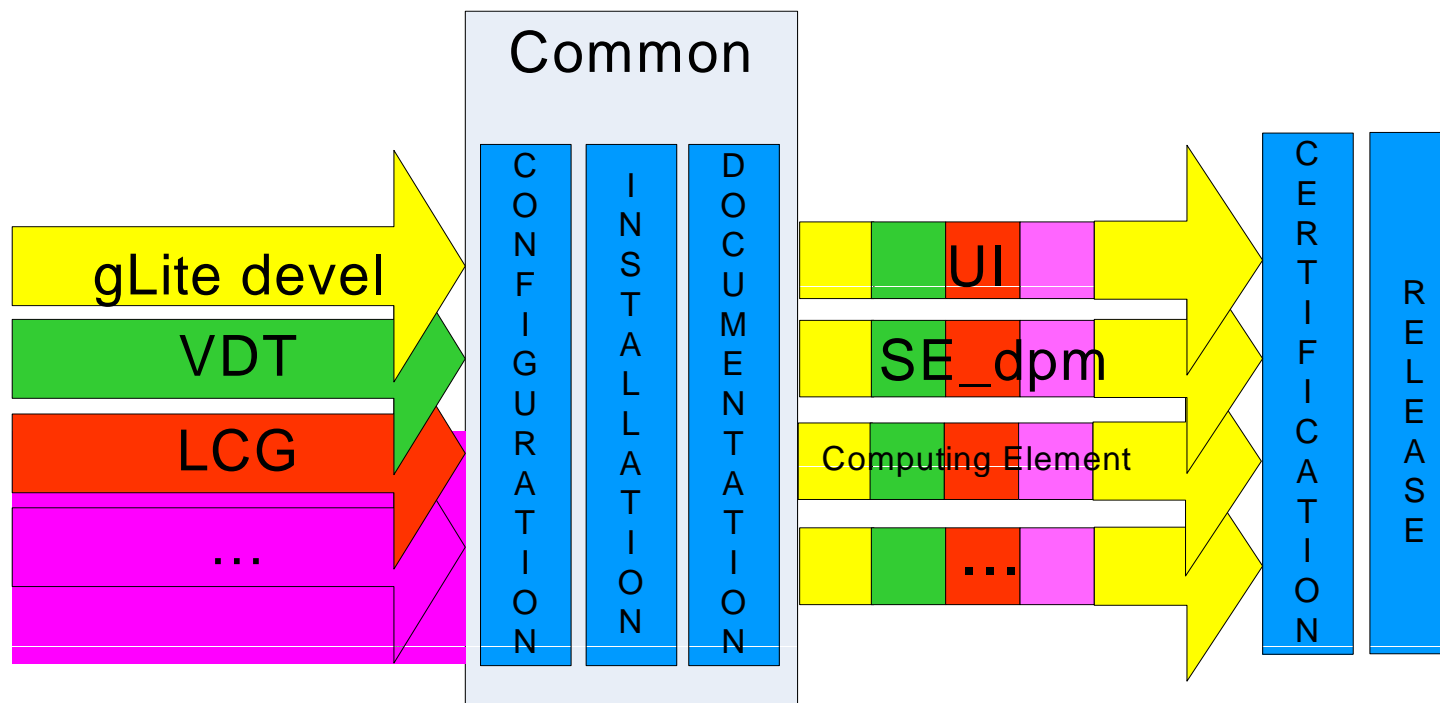 Common
gLite devel
VDT
LCG
...
CONFIGURATION
INSTALLATION
DOCUMENTATION
UI
SE_dpm
Computing Element
...
CERTIFICATION
RELEASE